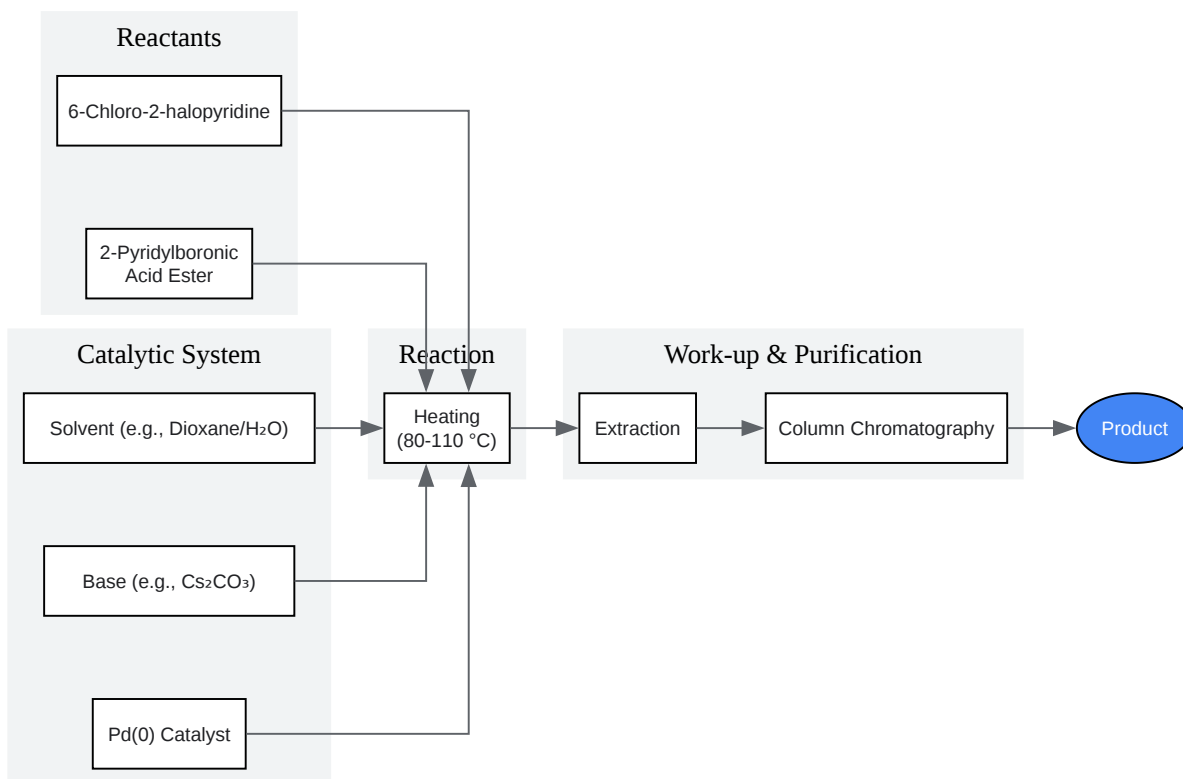 Reactants
6-Chloro-2-halopyridine
2-Pyridylboronic
Acid Ester
Catalytic System
Solvent (e.g., Dioxane/H₂O)
Base (e.g., Cs₂CO₃)
Pd(0) Catalyst
Reaction
Heating
(80-110 °C)
Work-up & Purification
Extraction
Column Chromatography
Product